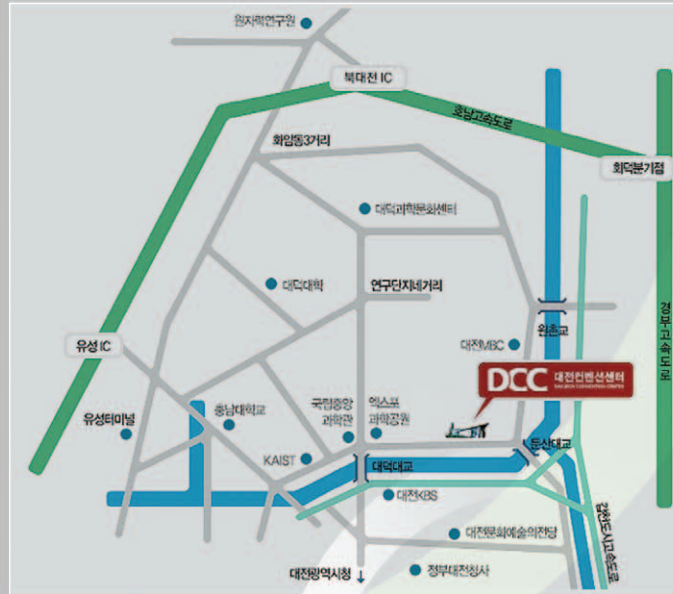 원자력연구원
북대전 IC
호남고속도로
화암동3거리
회덕분기점
대덕과학문화센터
대덕대학
연구단지네거리
원촌교
경부고속도로
유성 IC
대전MBC
DCC 대전컨벤션센터
DAEJEON CONVENTION CENTER
유성터미널
충남대학교
국립중앙
과학관
엑스포
과학공원
둔산대교
KAIST
대덕대교
대전KBS
갑천도시고속도로
대전문화예술의전당
대전광역시청
정부대전청사